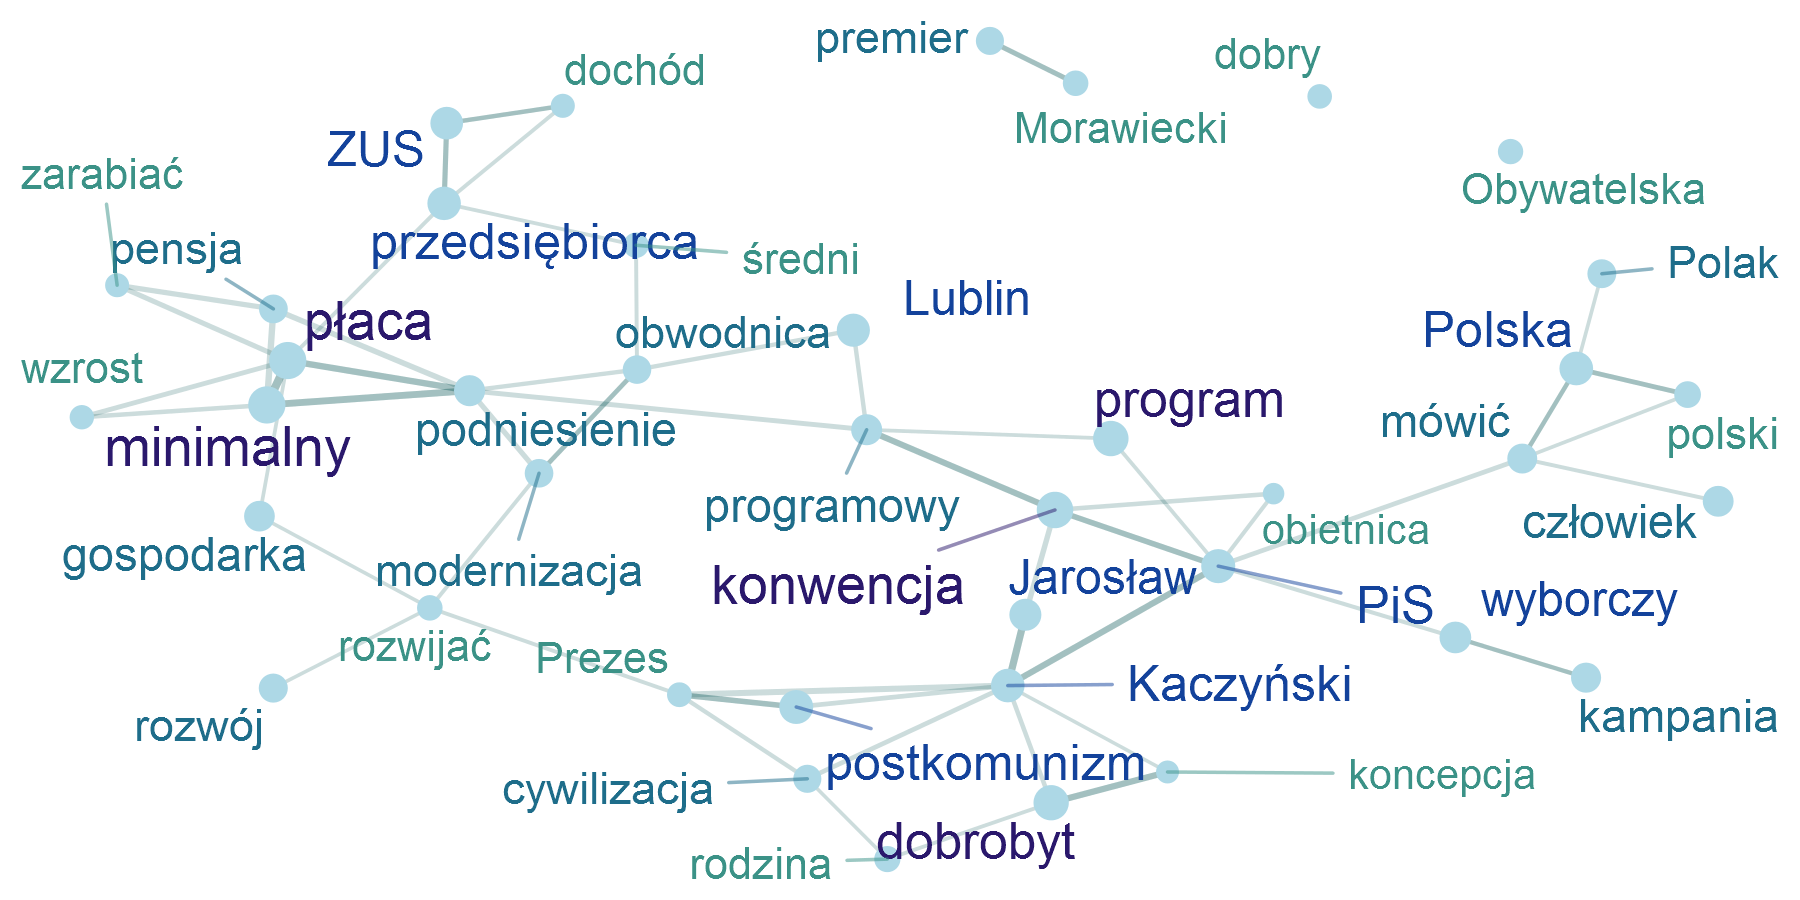 premier
dobry
dochód
Morawiecki
ZUS
zarabiać
Obywatelska
pensja
przedsiębiorca
średni
Polak
Lublin
płaca
obwodnica
Polska
wzrost
program
mówić
podniesienie
polski
minimalny
programowy
człowiek
obietnica
gospodarka
modernizacja
konwencja
Jarosław
PiS
wyborczy
rozwijać
Prezes
Kaczyński
rozwój
kampania
postkomunizm
cywilizacja
koncepcja
dobrobyt
rodzina